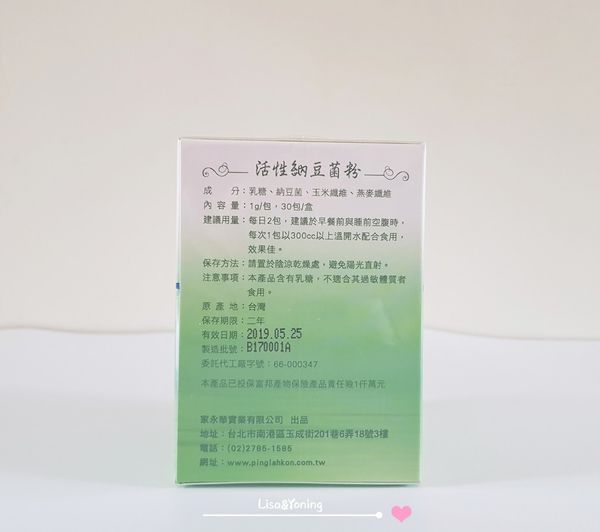 活性納豆菌粉
成　　分：乳糖、納豆菌、玉米纖維、燕麥纖維
內 容 量：1g/包，30包/盒
建議用量：每日2包，建議於早餐前與睡前空腹時，
每次1包以300cc以上溫開水配合食用，
效果佳。
保存方法：請置於陰涼乾燥處，避免陽光直射。
注意事項：本產品含有乳糖，不適合其過敏體質者
食用。
原 產 地：台灣
保存期限：二年
有效日期：2019.05.25
製造批號：B170001A
委託代工廠字號：66-000347
本產品已投保富邦產物保險產品責任險1仟萬元
家永華實業有限公司 出品
地址：台北市南港區玉成街201巷6弄18號3樓
電話：(02)2785-1585
網址：www.pinglahkon.com.tw
Liso&Yoning